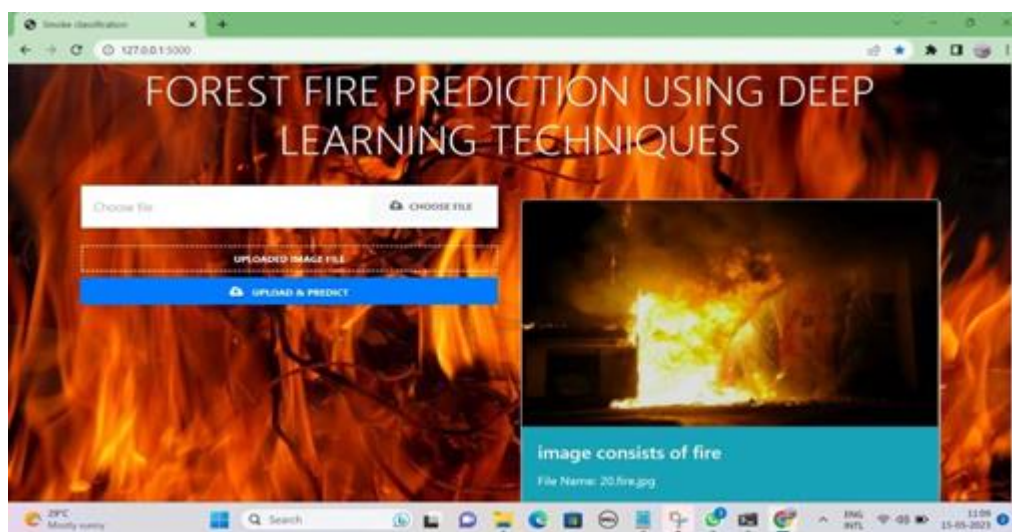 Smoke classification
127.0.0.1:5000
FOREST FIRE PREDICTION USING DEEP
LEARNING TECHNIQUES
Choose file
CHOOSE FILE
UPLOADED IMAGE FILE
UPLOAD & PREDICT
image consists of fire
File Name: 20.fire.jpg
29°C
Mostly sunny
Search
ENG
INTL
11:06
15-05-2023